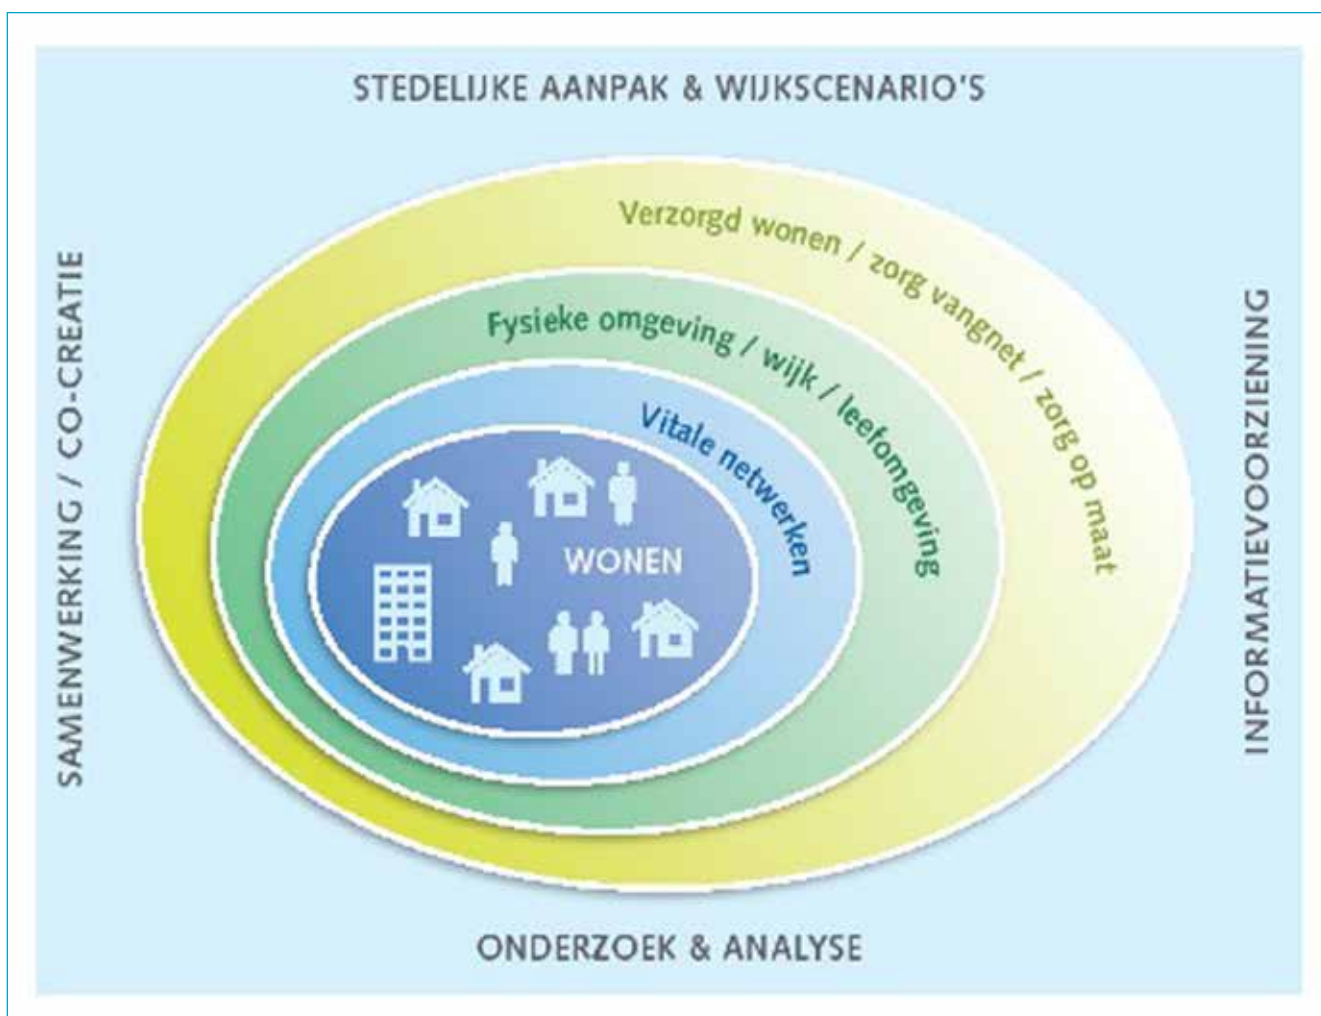 STEDELIJKE AANPAK & WIJKSCENARIO'S
Verzorgd wonen / zorg vangnet / zorg op maat
Fysieke omgeving / wijk / leefomgeving
Vitale netwerken
WONEN
SAMENWERKING / CO-CREATIE
INFORMATIEVOORZIENING
ONDERZOEK & ANALYSE